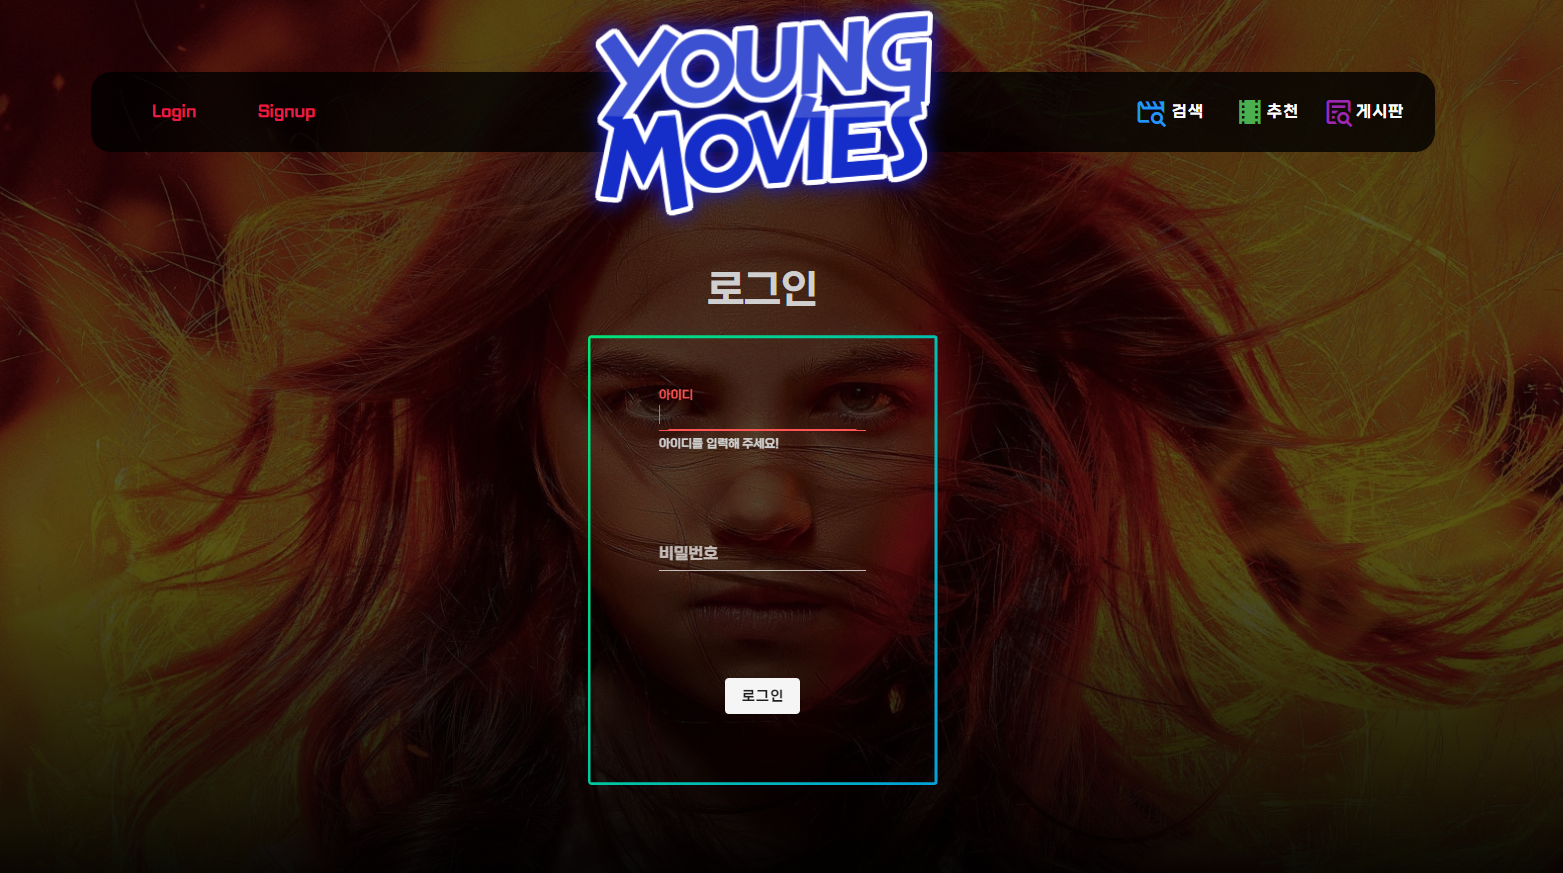 YOUNG
MOVIES
Login
Signup
검색
추천
게시판
로그인
아이디
아이디를 입력해 주세요!
비밀번호
로그인